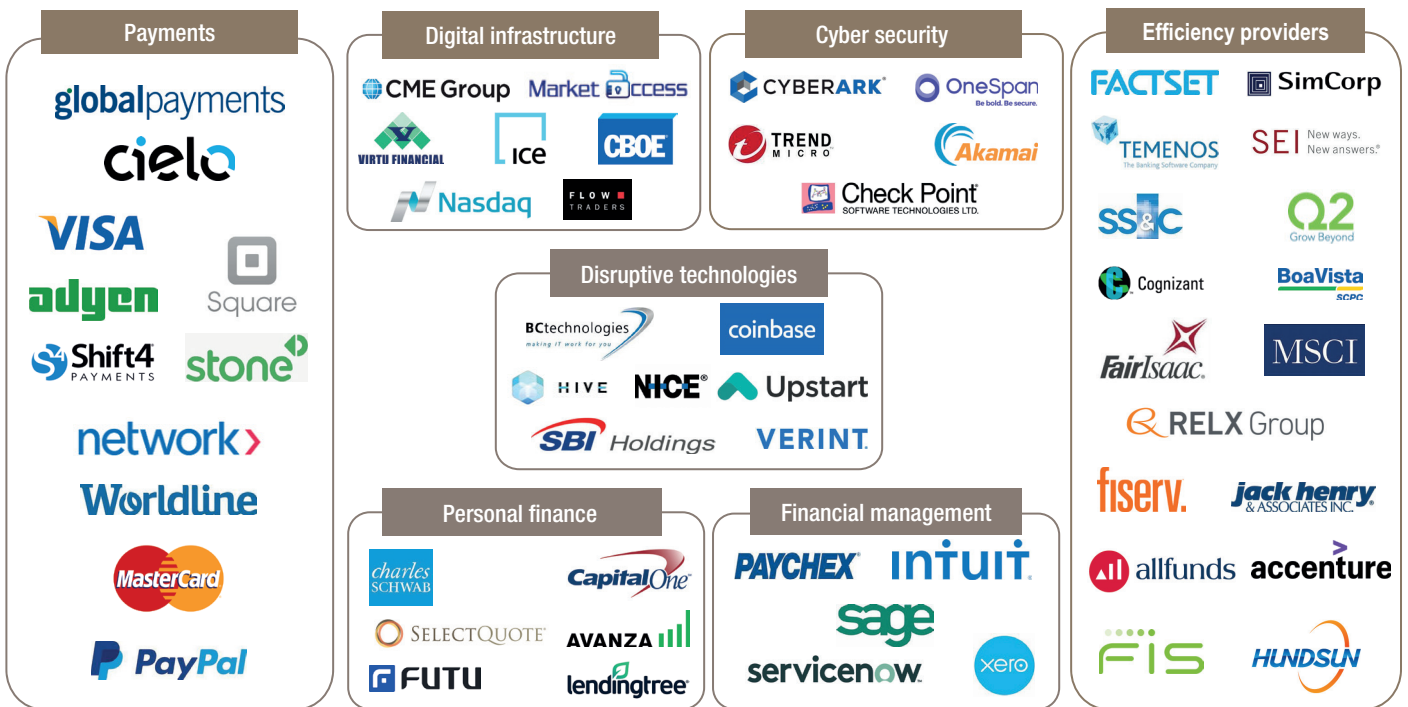 Payments
globalpayments
cielo
VISA
Square
adyen
S4 Shift4
PAYMENTS
stone
network
Worldline
MasterCard
PayPal
Digital infrastructure
CME Group
Market Access
VIRTU FINANCIAL
ice
CBOE
Nasdaq
FLOW
TRADERS
Cyber security
CYBERARK®
OneSpan
Be bold. Be secure.
TREND
MICRO™
Akamai
Check Point®
SOFTWARE TECHNOLOGIES LTD.
Disruptive technologies
BCtechnologies
making IT work for you
coinbase
HIVE
NICE®
Upstart
SBI Holdings
VERINT.
Personal finance
charles
SCHWAB
CapitalOne
SELECTQUOTE
AVANZA
FUTU
lendingtree®
Financial management
PAYCHEX®
INTUIT.
sage
servicenow.
xero
Efficiency providers
FACTSET
SimCorp
TEMENOS
The Banking Software Company
SEI New ways.
New answers.®
SS&C
Q2
Grow Beyond
Cognizant
BoaVista
SCPC
FairIsaac.
MSCI
RELX Group
fiserv.
jack henry
& ASSOCIATES INC.®
allfunds
>
accenture
FIS
HUNDSUN